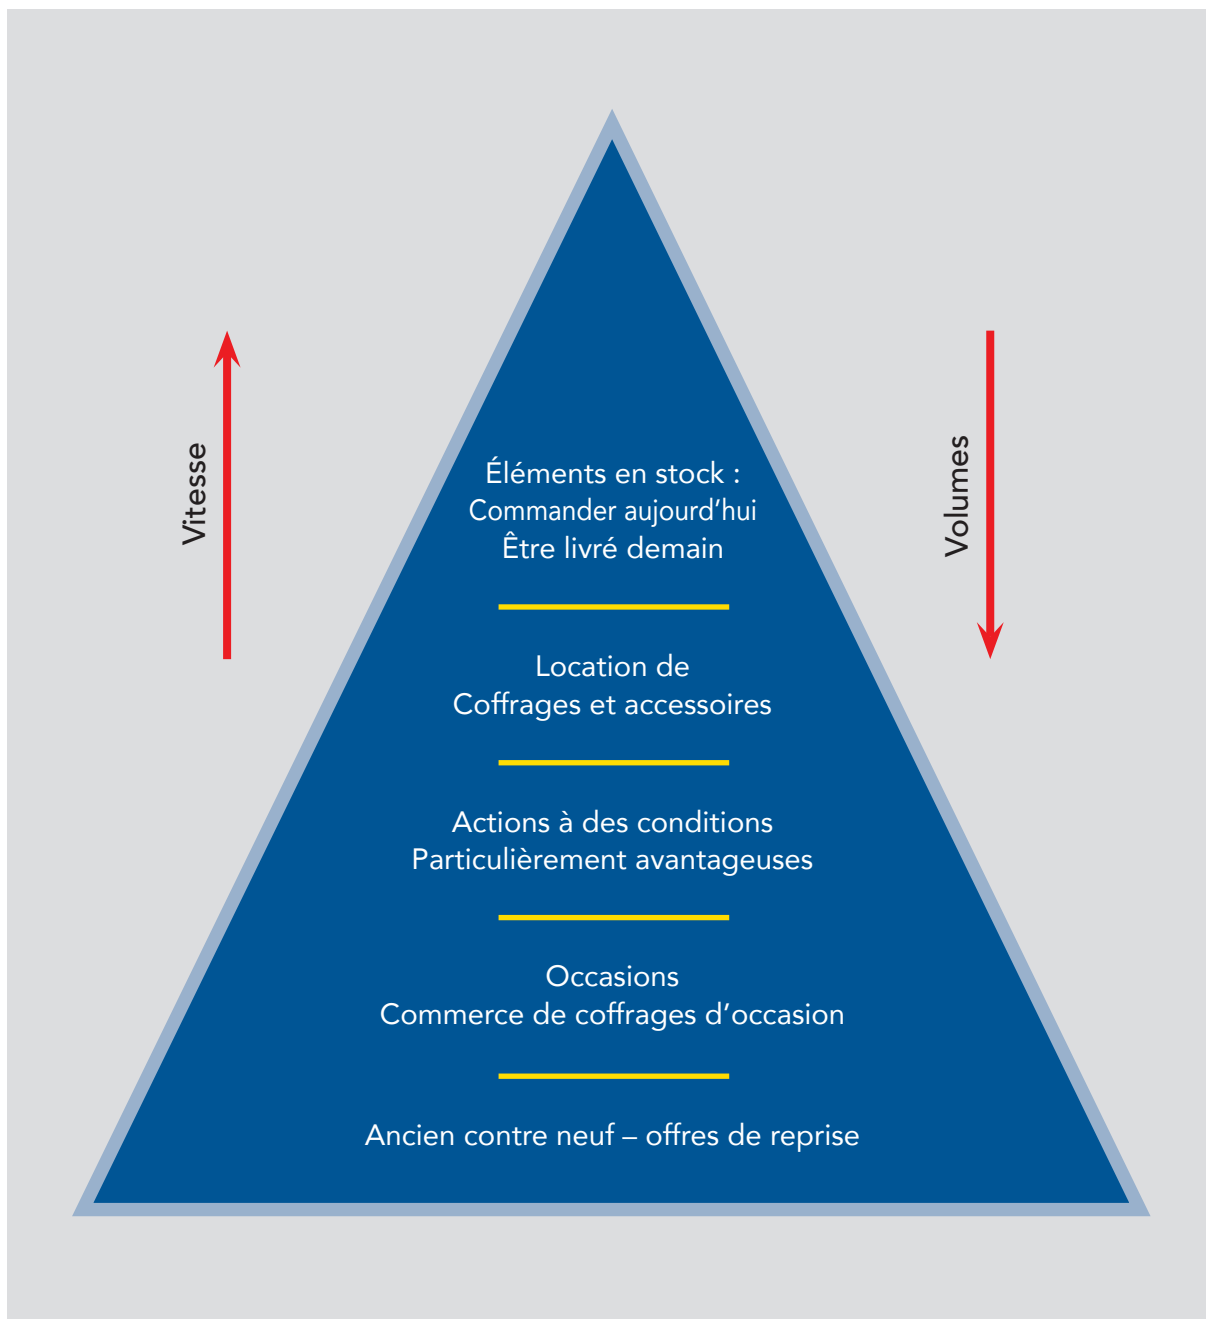 Vitesse
Volumes
Éléments en stock :
Commander aujourd’hui
Être livré demain
Location de
Coffrages et accessoires
Actions à des conditions
Particulièrement avantageuses
Occasions
Commerce de coffrages d’occasion
Ancien contre neuf – offres de reprise